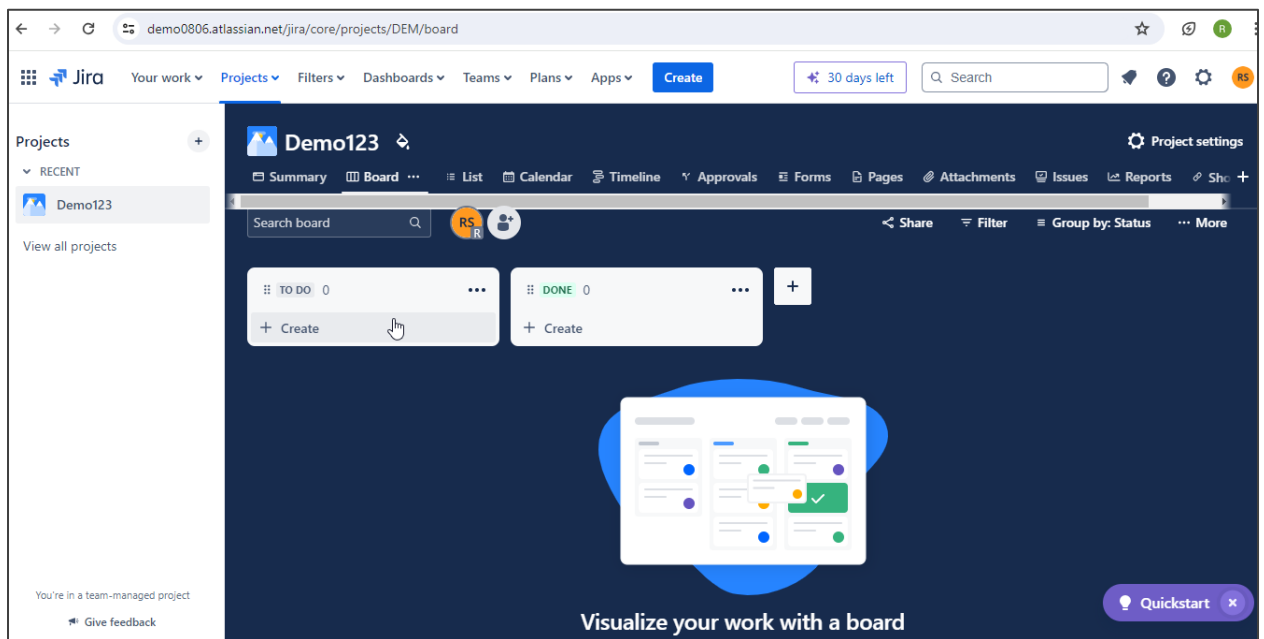 demo0806.atlassian.net/jira/core/projects/DEM/board
R
Jira Your work Projects Filters Dashboards Teams Plans Apps Create 30 days left Search RS
Projects
RECENT
Demo123
View all projects
You're in a team-managed project
Give feedback
Demo123 Project settings
Summary Board List Calendar Timeline Approvals Forms Pages Attachments Issues Reports
Search board RS R Share Filter Group by: Status More
TO DO 0 DONE 0
Create Create
Visualize your work with a board
Quickstart